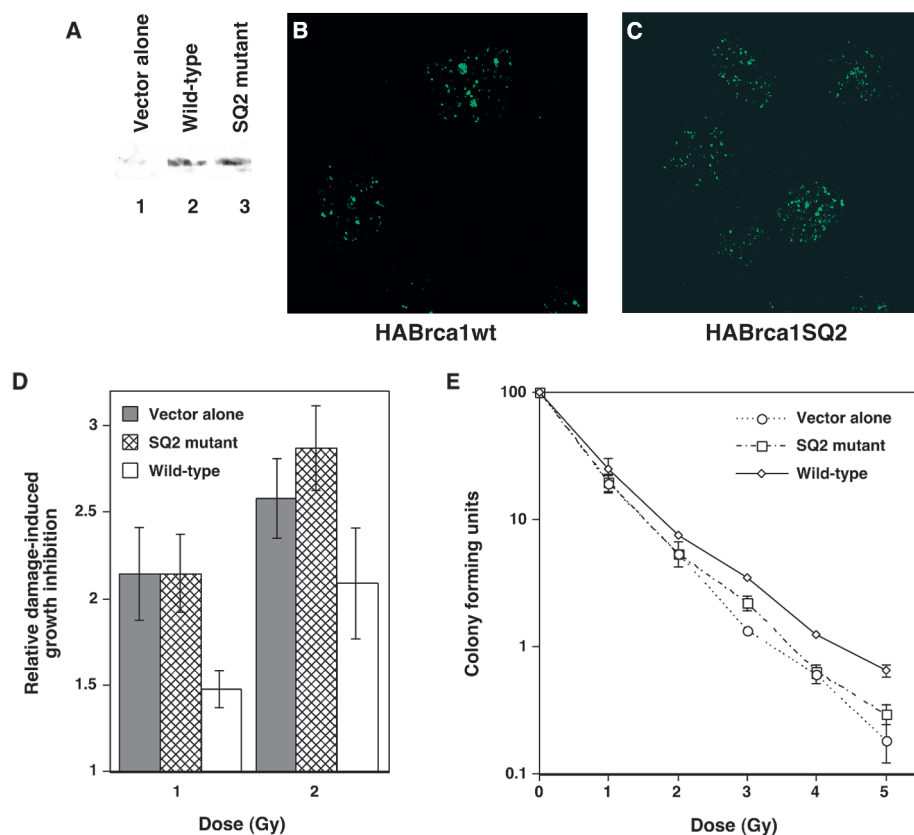 A
Vector alone
Wild-type
SQ2 mutant
1 2 3
B
HABrca1wt
C
HABrca1SQ2
D
Relative damage-induced
growth inhibition
3
2.5
2
1.5
1
Vector alone
SQ2 mutant
Wild-type
1 2
Dose (Gy)
E
Colony forming units
100
10
1
0.1
Vector alone
SQ2 mutant
Wild-type
0 1 2 3 4 5
Dose (Gy)